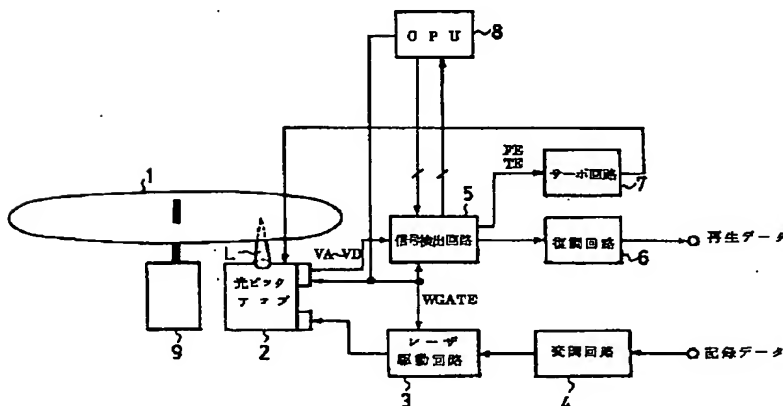 CPU
8
1
FE
TE
サーボ回路
7
5
信号検出回路
L
VA~VD
復調回路
6
再生データ
光ピック
アップ
2
9
WGATE
レーザ
駆動回路
3
変調回路
4
記録データ